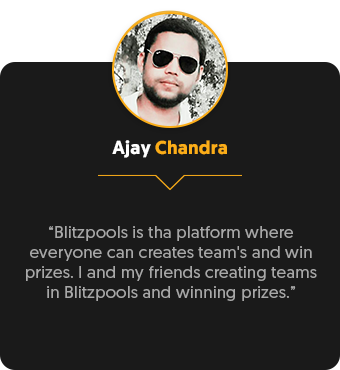 Ajay Chandra
“Blitzpools is tha platform where
everyone can creates team's and win
prizes. I and my friends creating teams
in Blitzpools and winning prizes.”